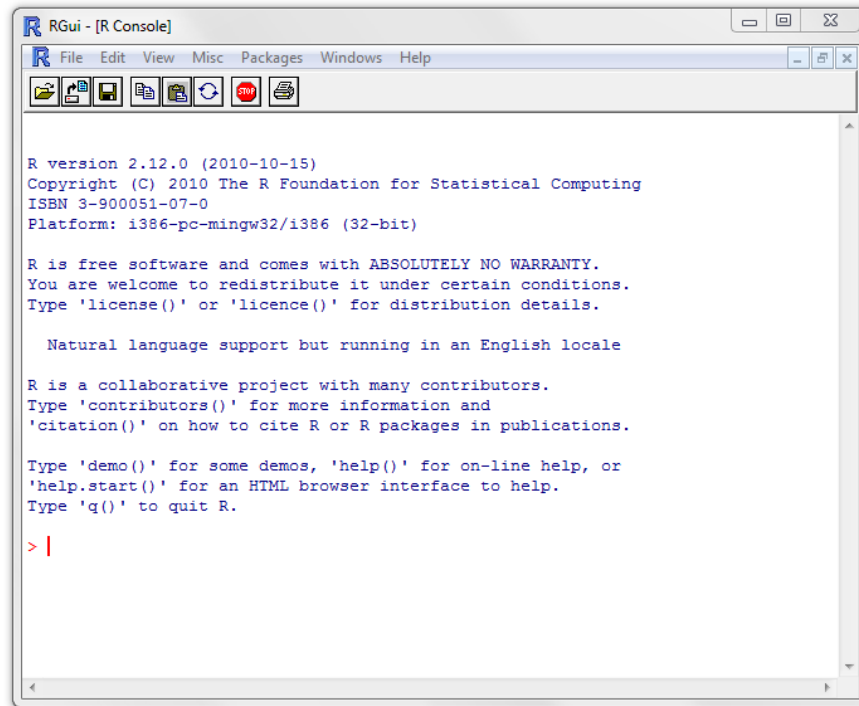 RGui - [R Console]
File Edit View Misc Packages Windows Help
STOP
R version 2.12.0 (2010-10-15)
Copyright (C) 2010 The R Foundation for Statistical Computing
ISBN 3-900051-07-0
Platform: i386-pc-mingw32/i386 (32-bit)
R is free software and comes with ABSOLUTELY NO WARRANTY.
You are welcome to redistribute it under certain conditions.
Type 'license()' or 'licence()' for distribution details.
Natural language support but running in an English locale
R is a collaborative project with many contributors.
Type 'contributors()' for more information and
'citation()' on how to cite R or R packages in publications.
Type 'demo()' for some demos, 'help()' for on-line help, or
'help.start()' for an HTML browser interface to help.
Type 'q()' to quit R.
>